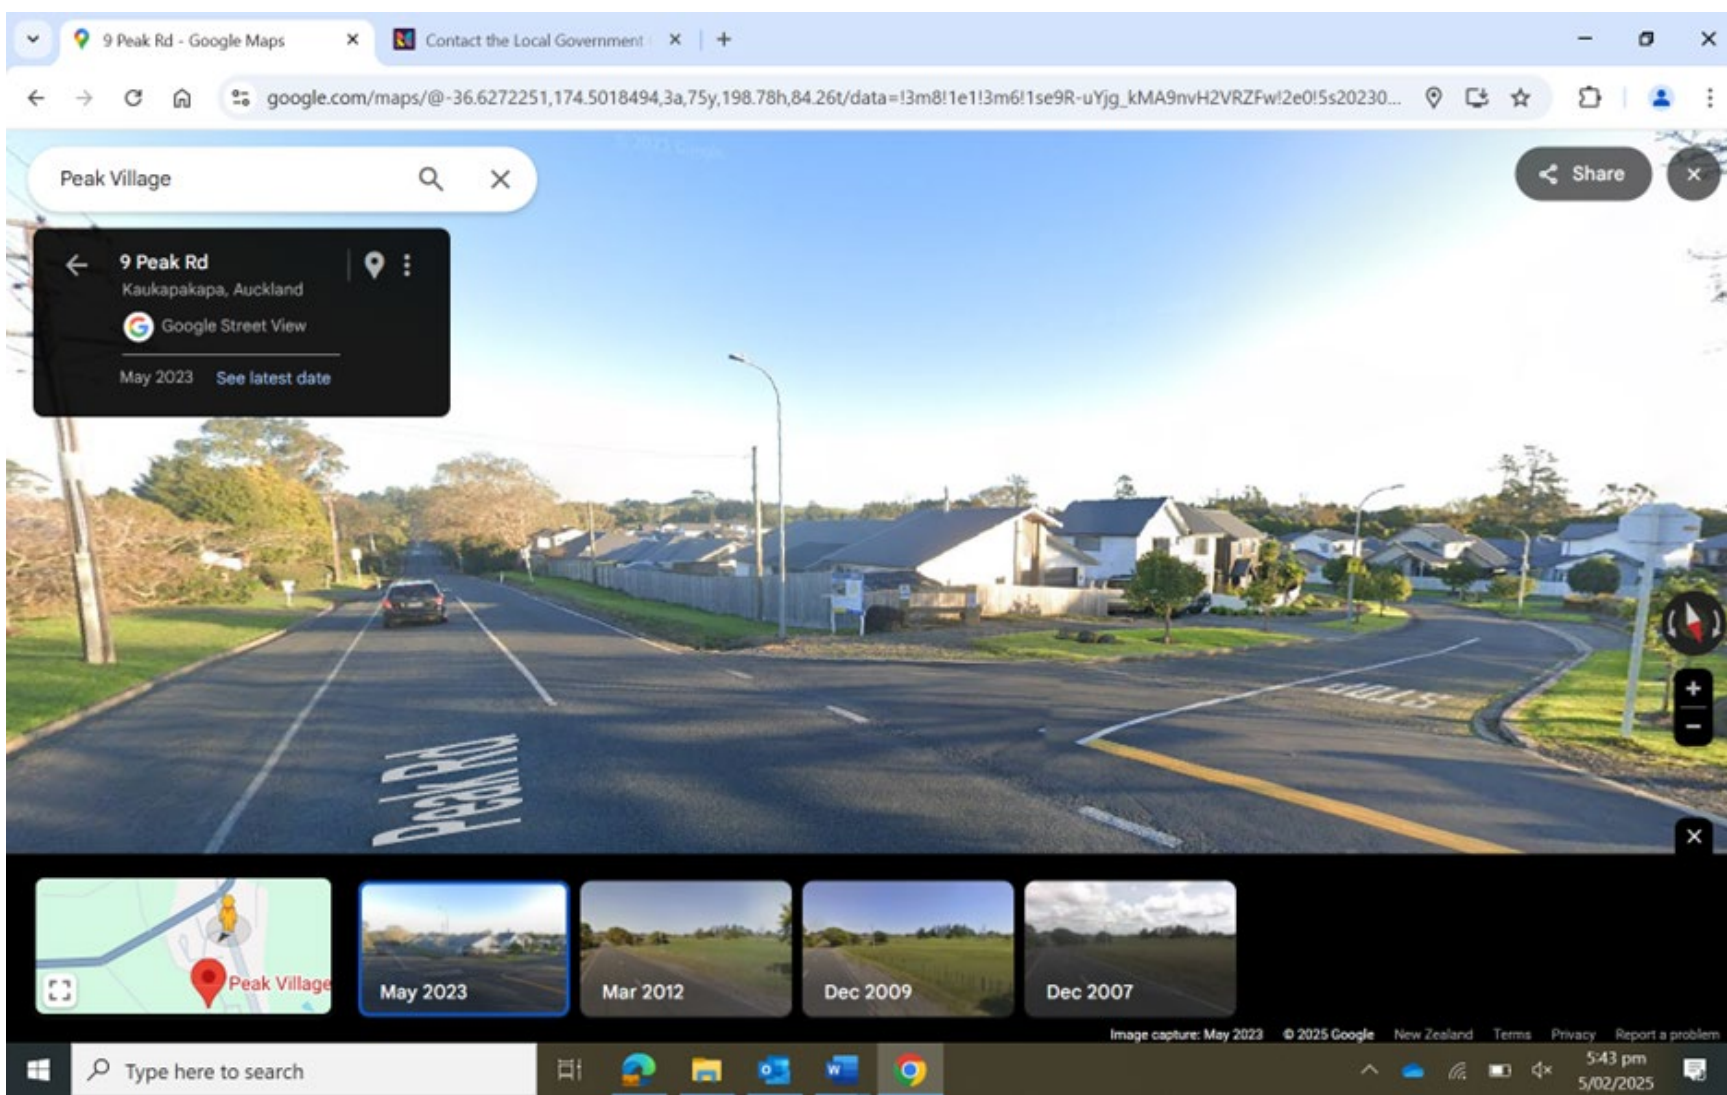 9 Peak Rd - Google Maps
Contact the Local Government
google.com/maps/@-36.6272251,174.5018494,3a,75y,198.78h,84.26t/data=!3m8!1e1!3m6!1se9R-uYjg_kMA9nvH2VRZFw!2e0!5s20230...
Peak Village
Share
9 Peak Rd
Kaukapakapa, Auckland
Google Street View
May 2023 See latest date
STOP
Peak Rd
Peak Village
May 2023
Mar 2012
Dec 2009
Dec 2007
Image capture: May 2023 © 2025 Google New Zealand Terms Privacy Report a problem
Type here to search
5:43 pm
5/02/2025